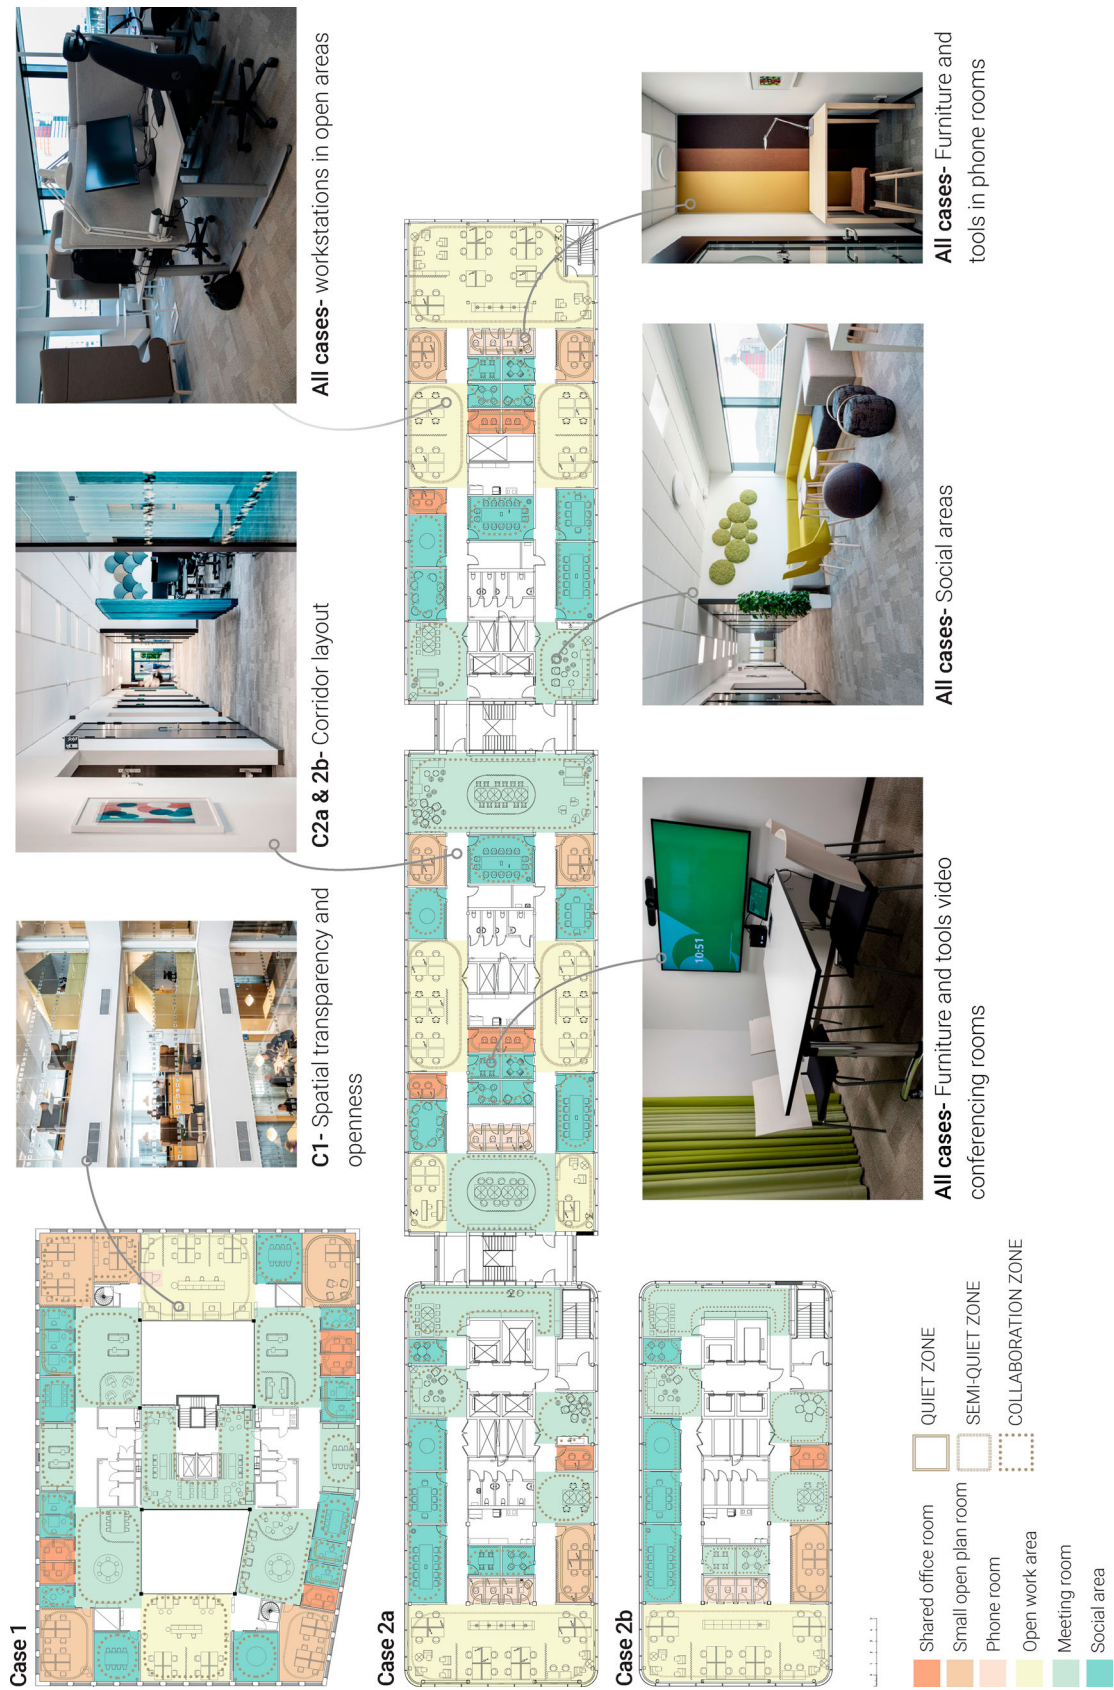 Case 1
C1- Spatial transparency and
openness
C2a & 2b- Corridor layout
All cases- workstations in open areas
Case 2a
Case 2b
10:51
All cases- Furniture and tools video
conferencing rooms
All cases- Social areas
All cases- Furniture and
tools in phone rooms
Shared office room
Small open plan room
Phone room
Open work area
Meeting room
Social area
QUIET ZONE
SEMI-QUIET ZONE
COLLABORATION ZONE